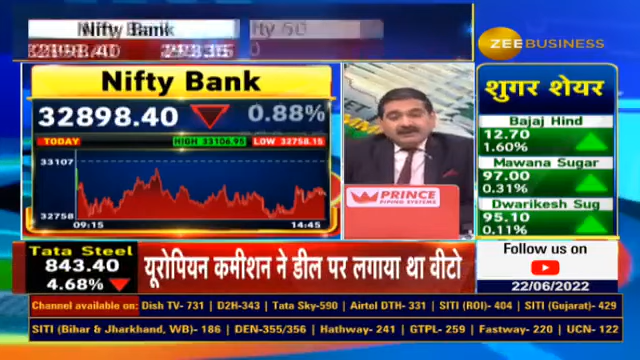 Nifty Bank
32898.40
ZEE BUSINESS
Nifty Bank
32898.40 0.88%
TODAY HIGH 33106.95 LOW 32758.15
33107
32758
09:15 14:45
PRINCE
PIPING SYSTEMS
शुगर शेयर
Bajaj Hind
12.70
1.60%
Mawana Sugar
97.00
0.31%
Dwarikesh Sug
95.10
0.11%
Tata Steel
843.40
4.68%
यूरोपियन कमीशन ने डील पर लगाया था वीटो
Follow us on
22/06/2022
Channel available on: Dish TV- 731 | D2H-343 | Tata Sky-590 | Airtel DTH- 331 | SITI (ROI)- 404 | SITI (Gujarat)- 429
SITI (Bihar & Jharkhand, WB)- 186 | DEN-355/356 | Hathway- 241 | GTPL- 259 | Fastway- 220 | UCN- 122